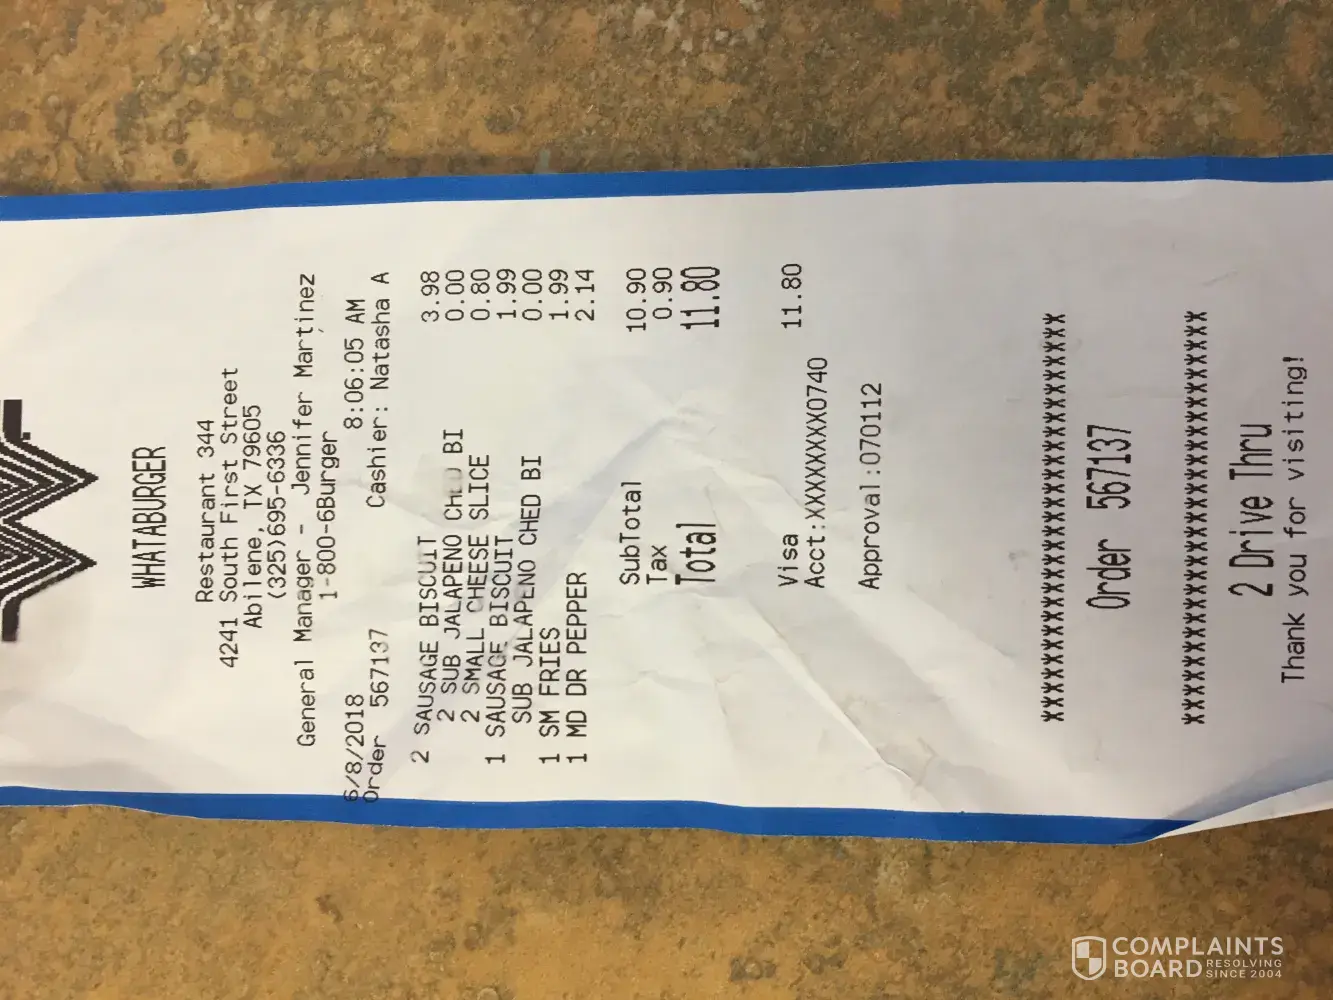 WHATABURGER
Restaurant 344
4241 South First Street
Abilene, TX 79605
(325)695-6336
General Manager - Jennifer Martinez
1-800-6Burger
6/8/2018 8:06:05 AM
Order 567137 Cashier: Natasha A
2 SAUSAGE BISCUIT 3.98
2 SUB JALAPENO CHED BI 0.00
2 SMALL CHEESE SLICE 0.80
1 SAUSAGE BISCUIT 1.99
SUB JALAPENO CHED BI 0.00
1 SM FRIES 1.99
1 MD DR PEPPER 2.14
SubTotal 10.90
Tax 0.90
Total 11.80
Visa 11.80
Acct:XXXXXXXX0740
Approval:070112
Order 567137
2 Drive Thru
Thank you for visiting!
COMPLAINTS
BOARD RESOLVING
SINCE 2004